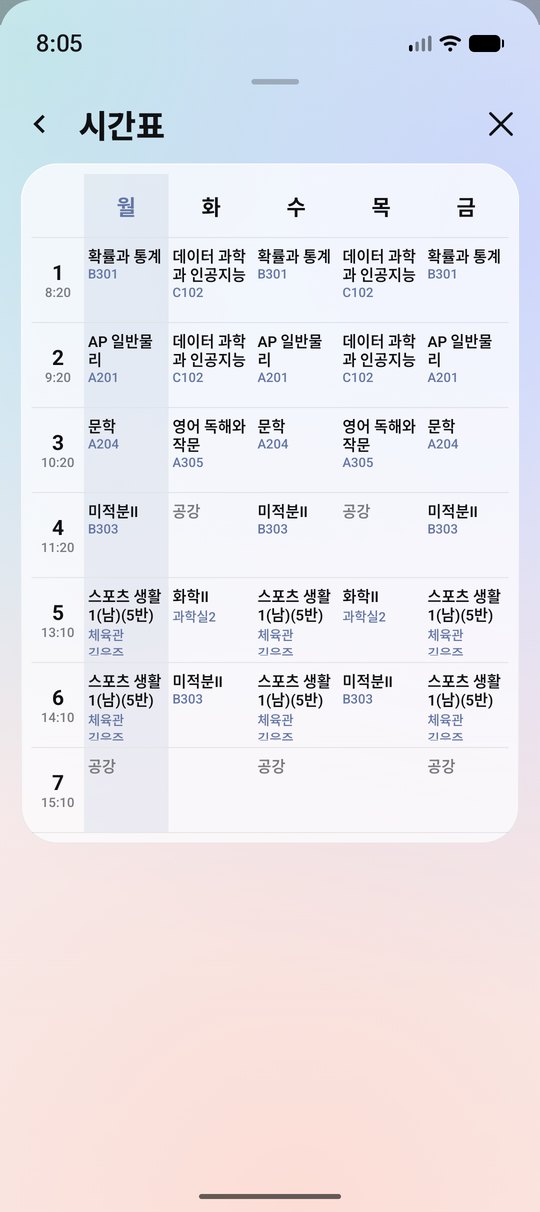 8:05
시간표
월 화 수 목 금
1
8:20
확률과 통계
B301
데이터 과학
과 인공지능
C102
확률과 통계
B301
데이터 과학
과 인공지능
C102
확률과 통계
B301
2
9:20
AP 일반물
리
A201
데이터 과학
과 인공지능
C102
AP 일반물
리
A201
데이터 과학
과 인공지능
C102
AP 일반물
리
A201
3
10:20
문학
A204
영어 독해와
작문
A305
문학
A204
영어 독해와
작문
A305
문학
A204
4
11:20
미적분II
B303
공강
미적분II
B303
공강
미적분II
B303
5
13:10
스포츠 생활
1(남)(5반)
체육관
화학II
과학실2
스포츠 생활
1(남)(5반)
체육관
화학II
과학실2
스포츠 생활
1(남)(5반)
체육관
6
14:10
스포츠 생활
1(남)(5반)
체육관
미적분II
B303
스포츠 생활
1(남)(5반)
체육관
미적분II
B303
스포츠 생활
1(남)(5반)
체육관
7
15:10
공강
공강
공강